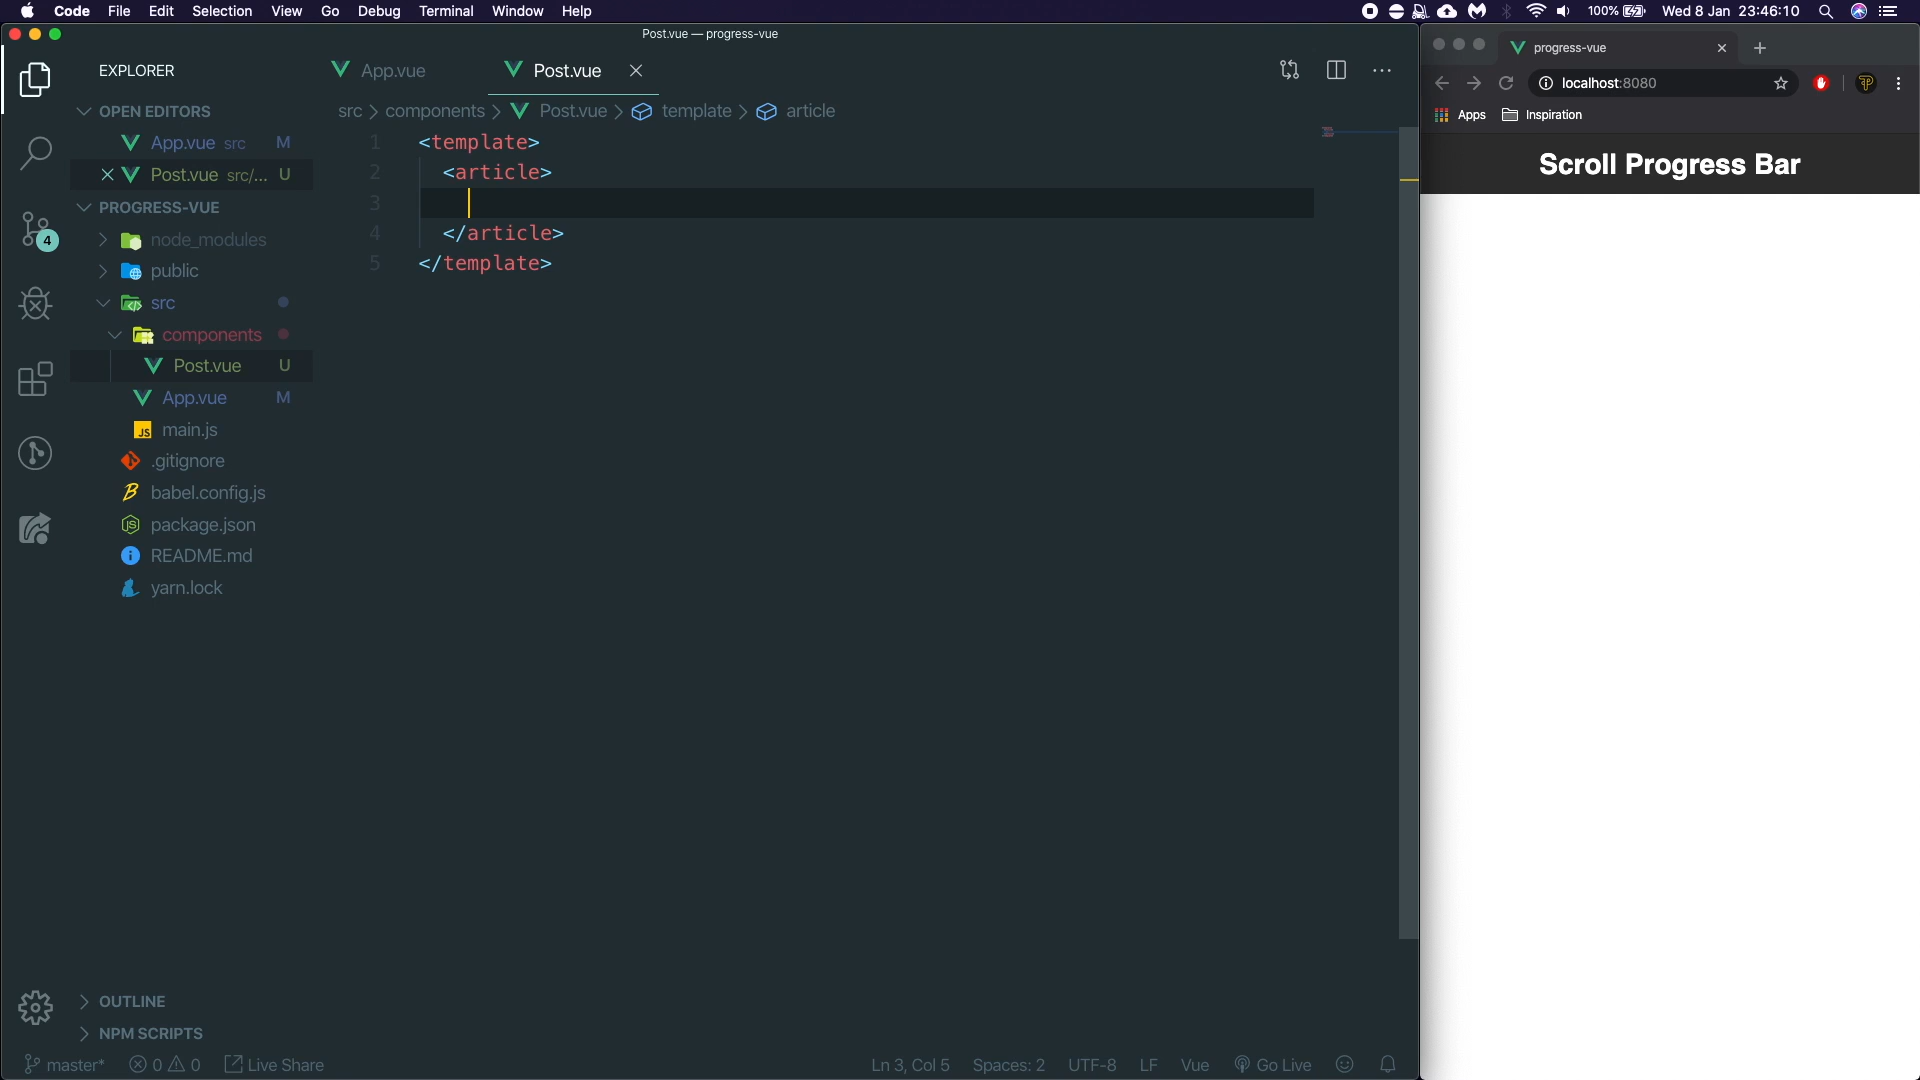 Code File Edit Selection View Go Debug Terminal Window Help
100% Wed 8 Jan 23:46:10
Post.vue — progress-vue
EXPLORER
OPEN EDITORS
App.vue src M
Post.vue src/... U
PROGRESS-VUE
node_modules
public
src
components
Post.vue U
App.vue M
main.js
.gitignore
babel.config.js
package.json
README.md
yarn.lock
OUTLINE
NPM SCRIPTS
4
App.vue Post.vue
src > components > Post.vue > template > article
1 <template>
2 <article>
3
4 </article>
5 </template>
master* 0 0 Live Share
Ln 3, Col 5 Spaces: 2 UTF-8 LF Vue Go Live
progress-vue
localhost:8080
Apps Inspiration
Scroll Progress Bar